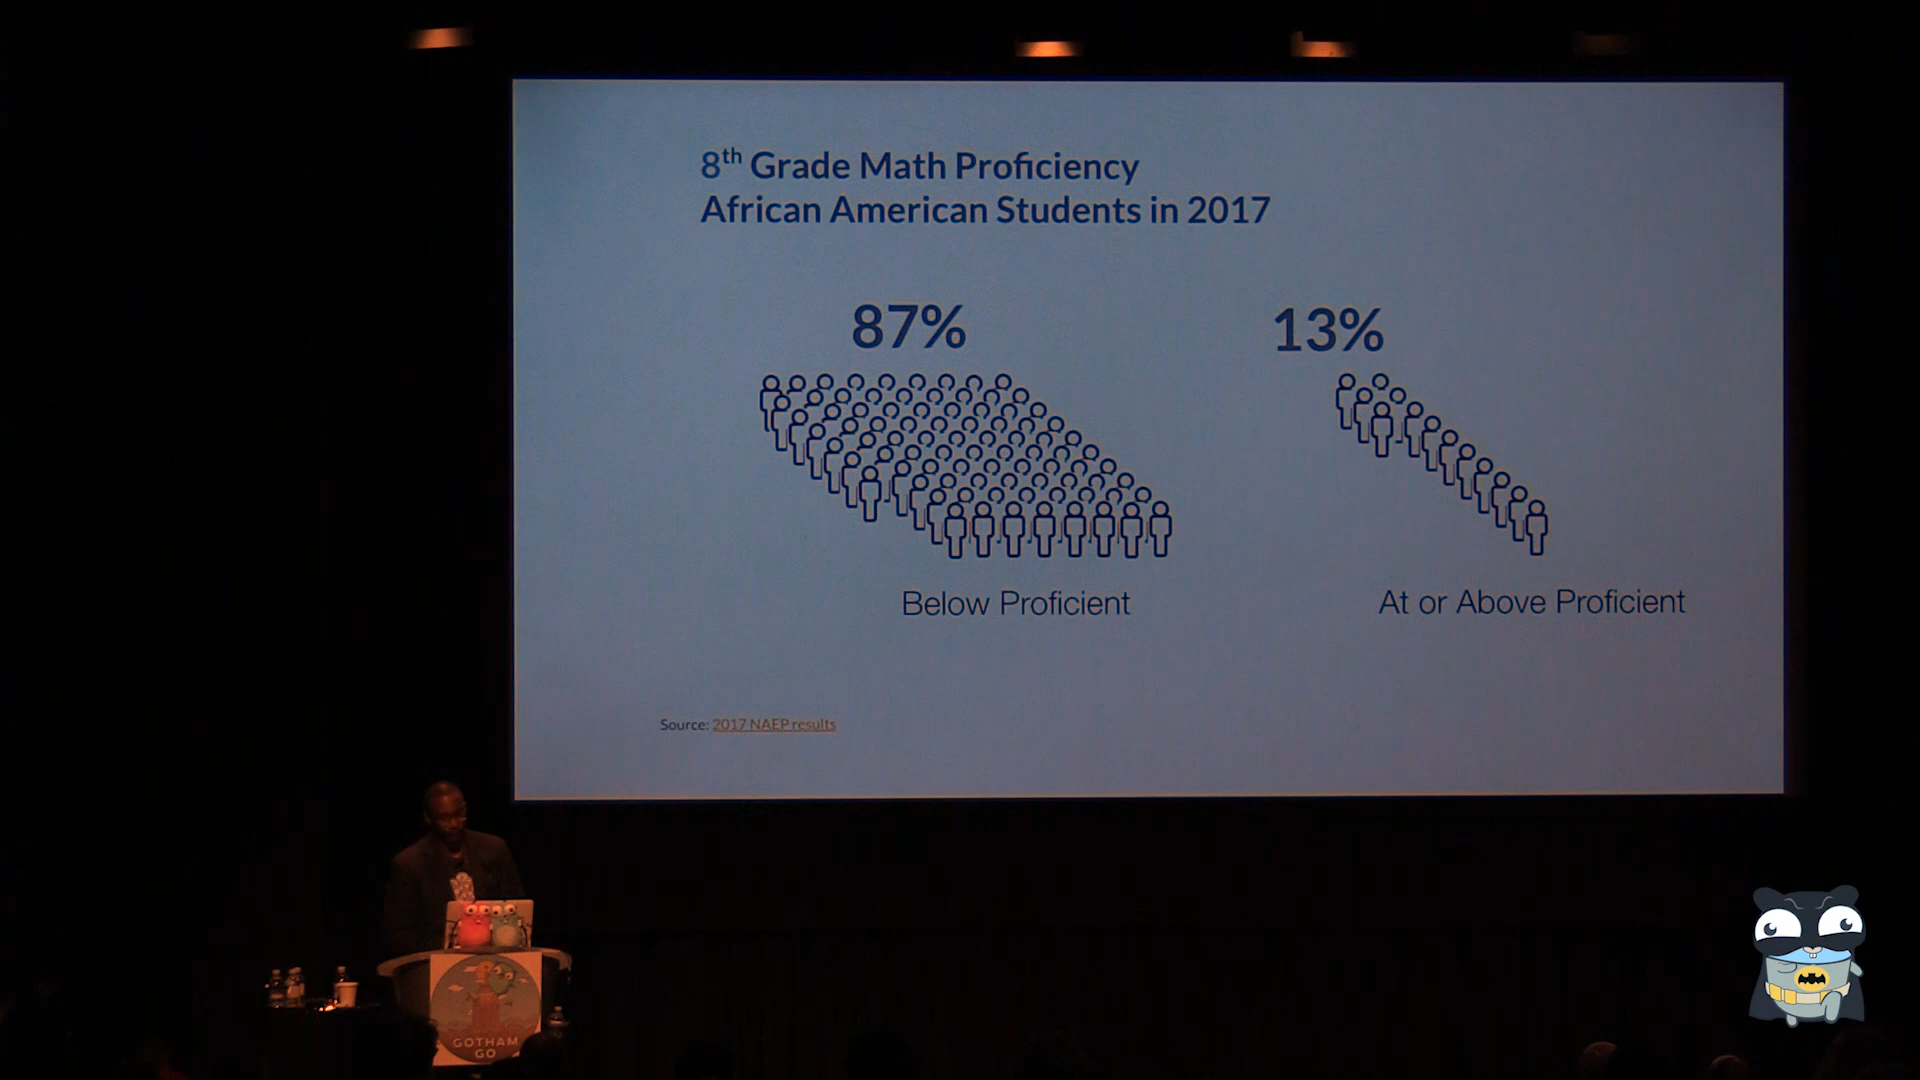 8th Grade Math Proficiency
African American Students in 2017
87%
13%
Below Proficient
At or Above Proficient
Source: 2017 NAEP results
GOTHAM
GO